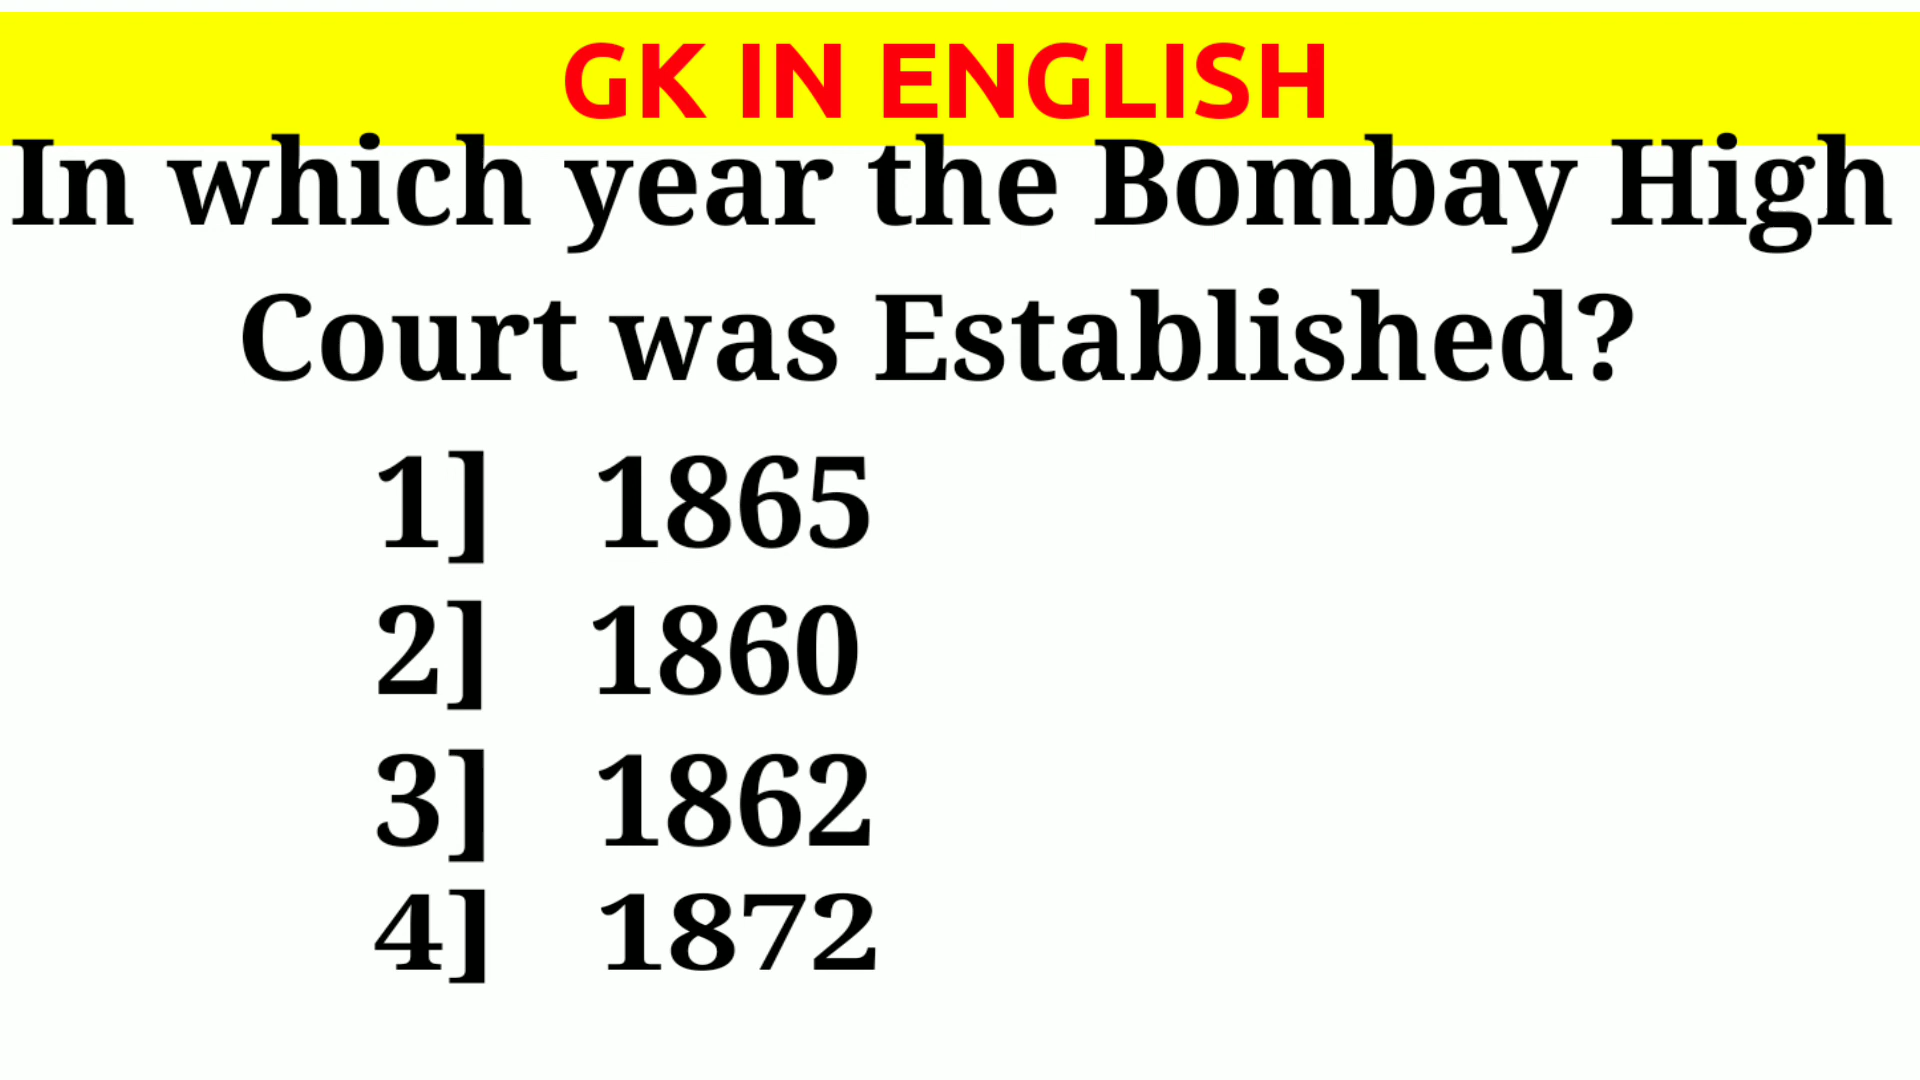 GK IN ENGLISH
In which year the Bombay High
Court was Established?
1] 1865
2] 1860
3] 1862
4] 1872